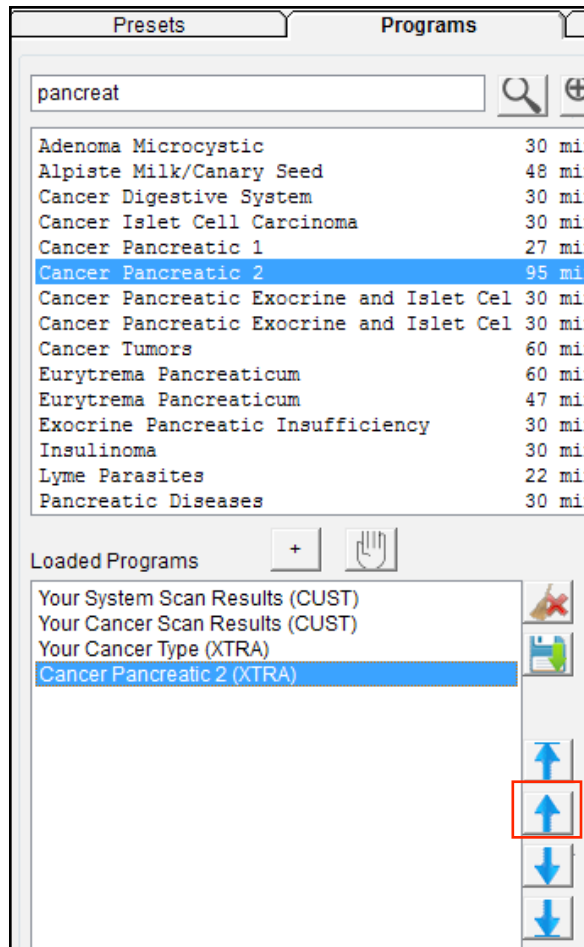 Presets Programs
pancreat
Adenoma Microcystic 30 mi
Alpiste Milk/Canary Seed 48 mi
Cancer Digestive System 30 mi
Cancer Islet Cell Carcinoma 30 mi
Cancer Pancreatic 1 27 mi
Cancer Pancreatic 2 95 mi
Cancer Pancreatic Exocrine and Islet Cel 30 mi
Cancer Pancreatic Exocrine and Islet Cel 30 mi
Cancer Tumors 60 mi
Eurytrema Pancreaticum 60 mi
Eurytrema Pancreaticum 47 mi
Exocrine Pancreatic Insufficiency 30 mi
Insulinoma 30 mi
Lyme Parasites 22 mi
Pancreatic Diseases 30 mi
Loaded Programs +
Your System Scan Results (CUST)
Your Cancer Scan Results (CUST)
Your Cancer Type (XTRA)
Cancer Pancreatic 2 (XTRA)